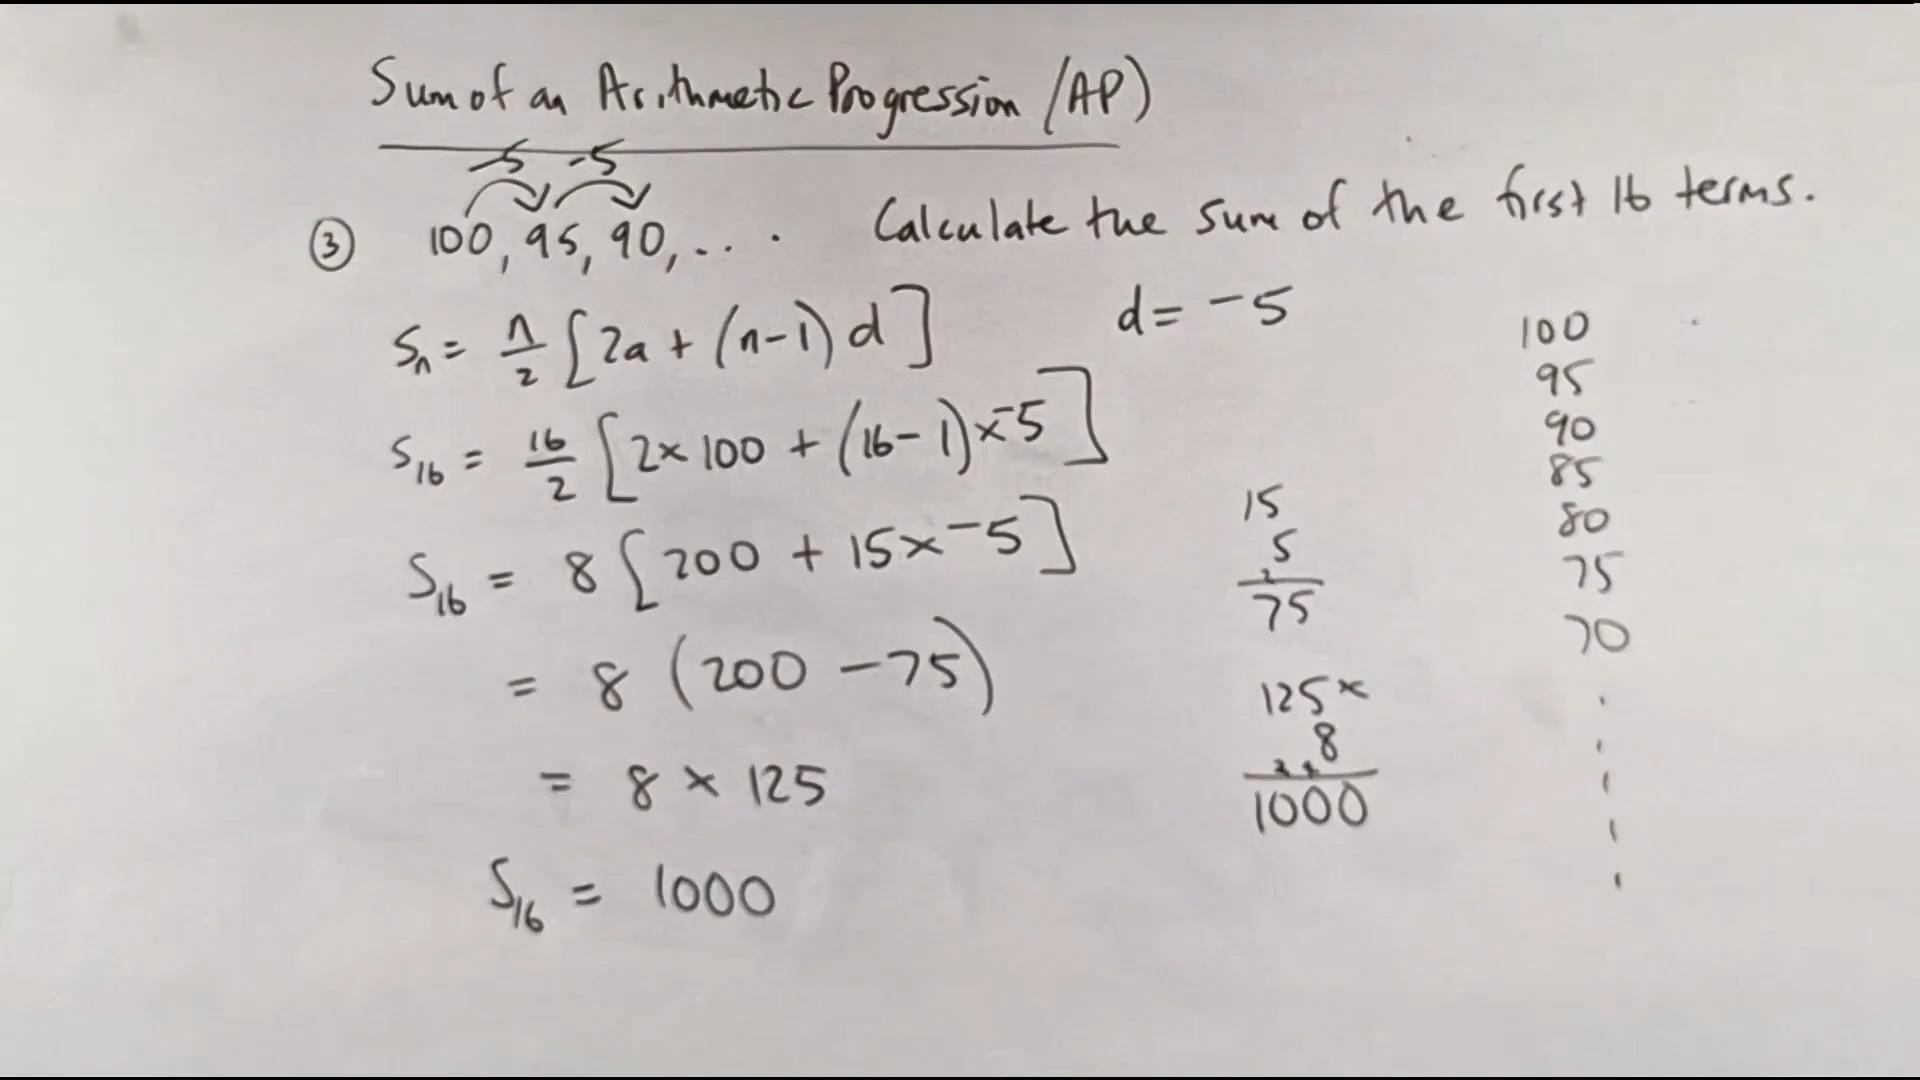 Sum of an Arithmetic Progression (AP)
-5 -5
③ 100, 95, 90, .... Calculate the sum of the first 16 terms.
Sn = n/2 [2a + (n-1) d] d = -5
S16 = 16/2 [2× 100 + (16-1)×-5]
S16 = 8 [200 + 15×-5]
= 8 (200 -75)
= 8 × 125
S16 = 1000
15
5
2
75
125×
8
2 4
1000
100
95
90
85
80
75
70